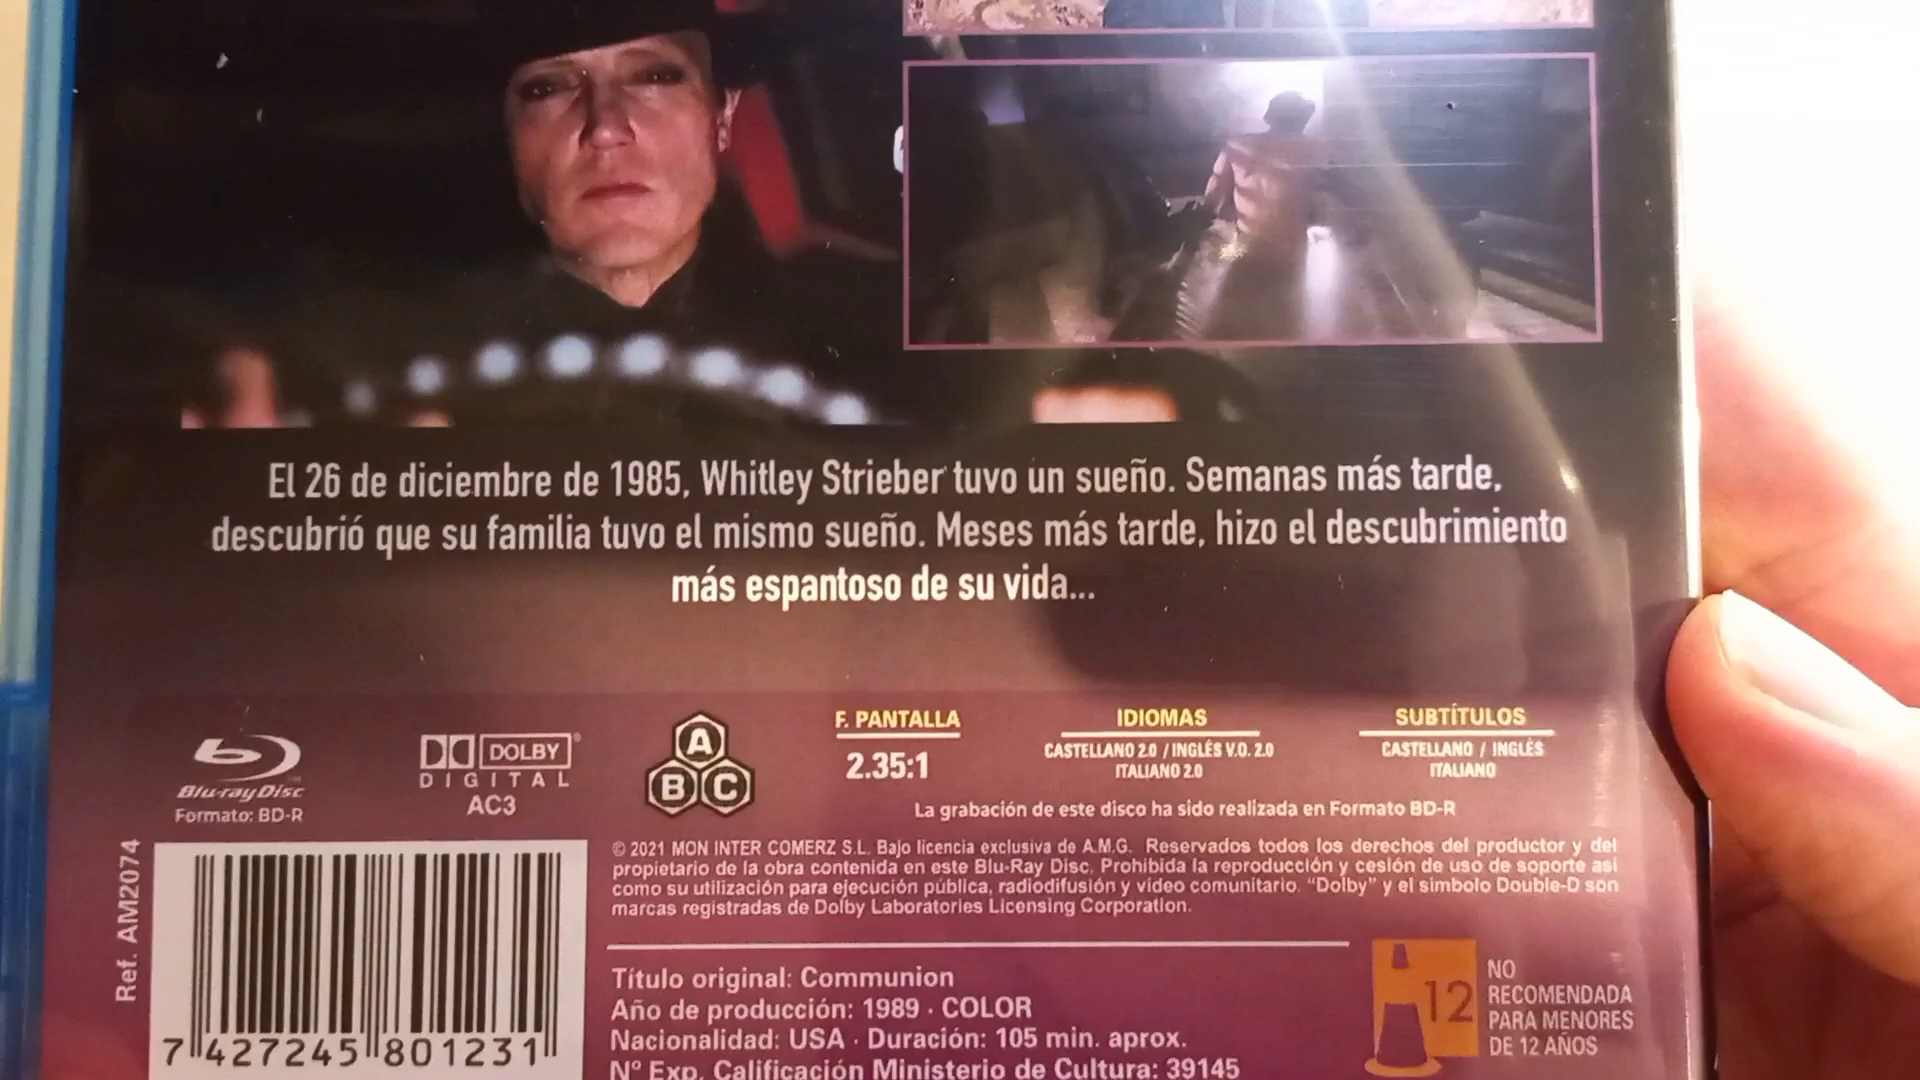 El 26 de diciembre de 1985, Whitley Strieber tuvo un sueño. Semanas más tarde,
descubrió que su familia tuvo el mismo sueño. Meses más tarde, hizo el descubrimiento
más espantoso de su vida...
Blu-ray Disc
Formato: BD-R
DOLBY
DIGITAL
AC3
A
B C
F. PANTALLA
2.35:1
IDIOMAS
CASTELLANO 2.0 / INGLÉS V.O. 2.0
ITALIANO 2.0
SUBTÍTULOS
CASTELLANO / INGLÉS
ITALIANO
La grabación de este disco ha sido realizada en Formato BD-R
© 2021 MON INTER COMERZ S.L. Bajo licencia exclusiva de A.M.G. Reservados todos los derechos del productor y del
propietario de la obra contenida en este Blu-Ray Disc. Prohibida la reproducción y cesión de uso de soporte asi
como su utilización para ejecución pública, radiodifusión y video comunitario. "Dolby" y el simbolo Double-D son
marcas registradas de Dolby Laboratories Licensing Corporation.
Ref. AM2074
7 427245 801231
Título original: Communion
Año de producción: 1989 · COLOR
Nacionalidad: USA · Duración: 105 min. aprox.
Nº Exp. Calificación Ministerio de Cultura: 39145
12
NO
RECOMENDADA
PARA MENORES
DE 12 AÑOS